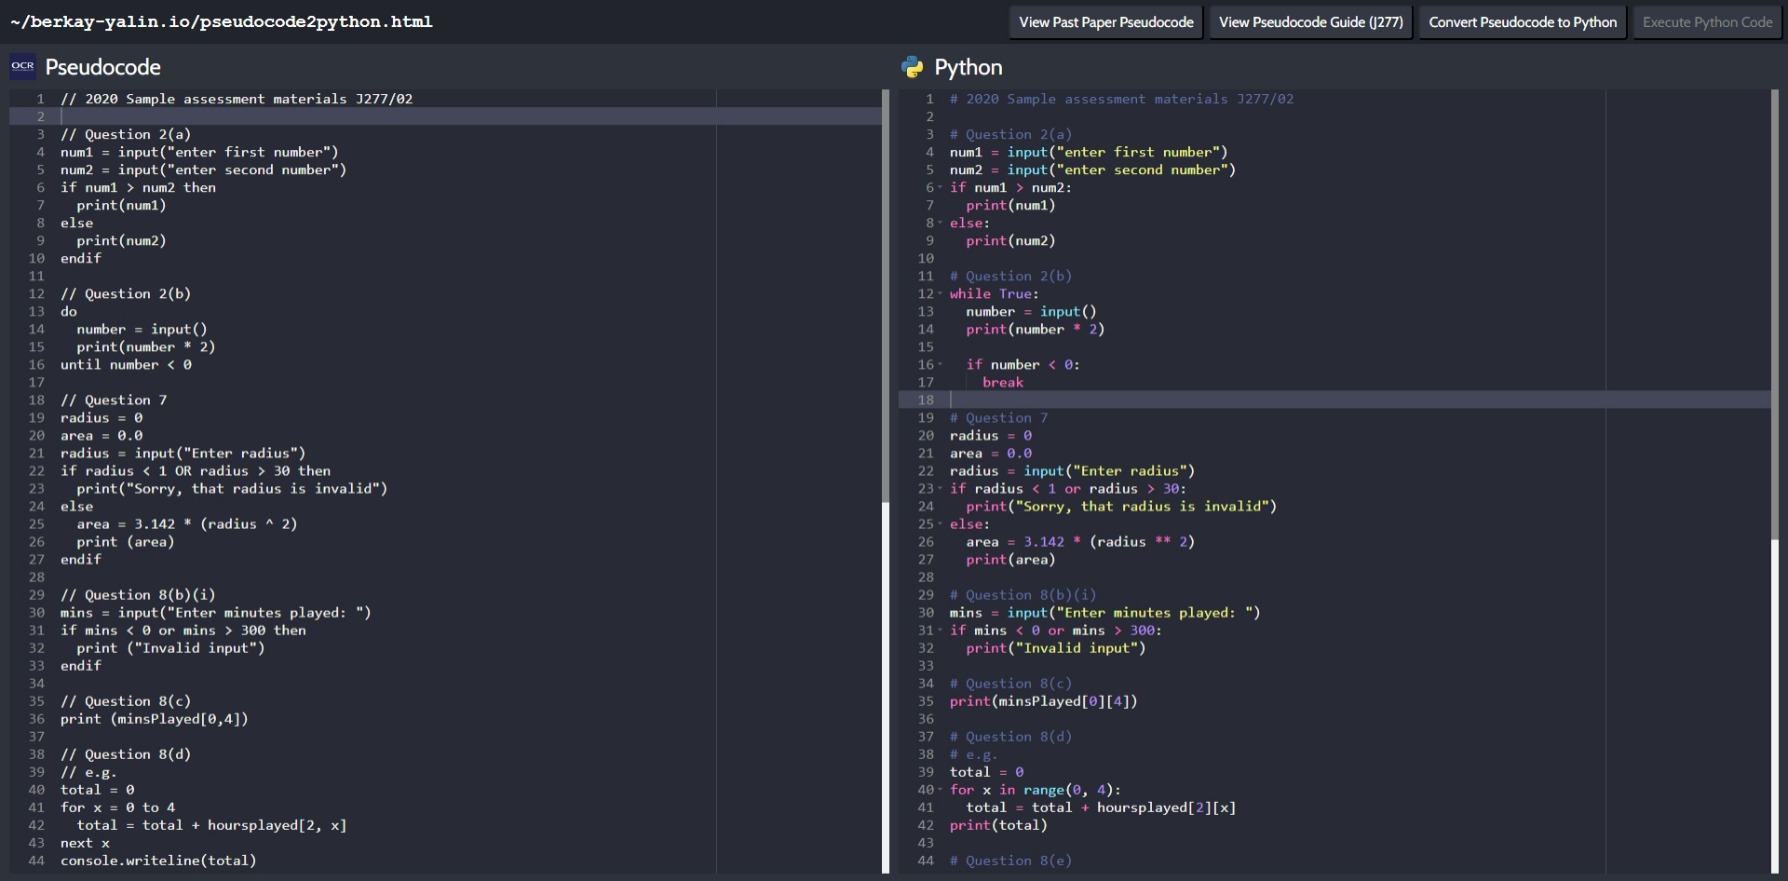 ~/berkay-yalin.io/pseudocode2python.html
View Past Paper Pseudocode
View Pseudocode Guide (J277)
Convert Pseudocode to Python
Execute Python Code
OCR Pseudocode
1 // 2020 Sample assessment materials J277/02
2
3 // Question 2(a)
4 num1 = input("enter first number")
5 num2 = input("enter second number")
6 if num1 > num2 then
7   print(num1)
8 else
9   print(num2)
10 endif
11
12 // Question 2(b)
13 do
14   number = input()
15   print(number * 2)
16 until number < 0
17
18 // Question 7
19 radius = 0
20 area = 0.0
21 radius = input("Enter radius")
22 if radius < 1 OR radius > 30 then
23   print("Sorry, that radius is invalid")
24 else
25   area = 3.142 * (radius ^ 2)
26   print (area)
27 endif
28
29 // Question 8(b)(i)
30 mins = input("Enter minutes played: ")
31 if mins < 0 or mins > 300 then
32   print ("Invalid input")
33 endif
34
35 // Question 8(c)
36 print (minsPlayed[0,4])
37
38 // Question 8(d)
39 // e.g.
40 total = 0
41 for x = 0 to 4
42   total = total + hoursplayed[2, x]
43 next x
44 console.writeline(total)
Python
1 # 2020 Sample assessment materials J277/02
2
3 # Question 2(a)
4 num1 = input("enter first number")
5 num2 = input("enter second number")
6 if num1 > num2:
7   print(num1)
8 else:
9   print(num2)
10
11 # Question 2(b)
12 while True:
13   number = input()
14   print(number * 2)
15
16   if number < 0:
17     break
18
19 # Question 7
20 radius = 0
21 area = 0.0
22 radius = input("Enter radius")
23 if radius < 1 or radius > 30:
24   print("Sorry, that radius is invalid")
25 else:
26   area = 3.142 * (radius ** 2)
27   print(area)
28
29 # Question 8(b)(i)
30 mins = input("Enter minutes played: ")
31 if mins < 0 or mins > 300:
32   print("Invalid input")
33
34 # Question 8(c)
35 print(minsPlayed[0][4])
36
37 # Question 8(d)
38 # e.g.
39 total = 0
40 for x in range(0, 4):
41   total = total + hoursplayed[2][x]
42 print(total)
43
44 # Question 8(e)